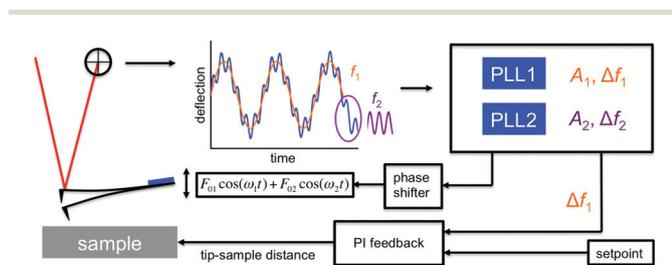 f₁
f₂
deflection
time
PLL1
A₁, Δf₁
PLL2
A₂, Δf₂
F₀₁ cos(ω₁t) + F₀₂ cos(ω₂t)
phase
shifter
Δf₁
sample
tip-sample distance
PI feedback
setpoint